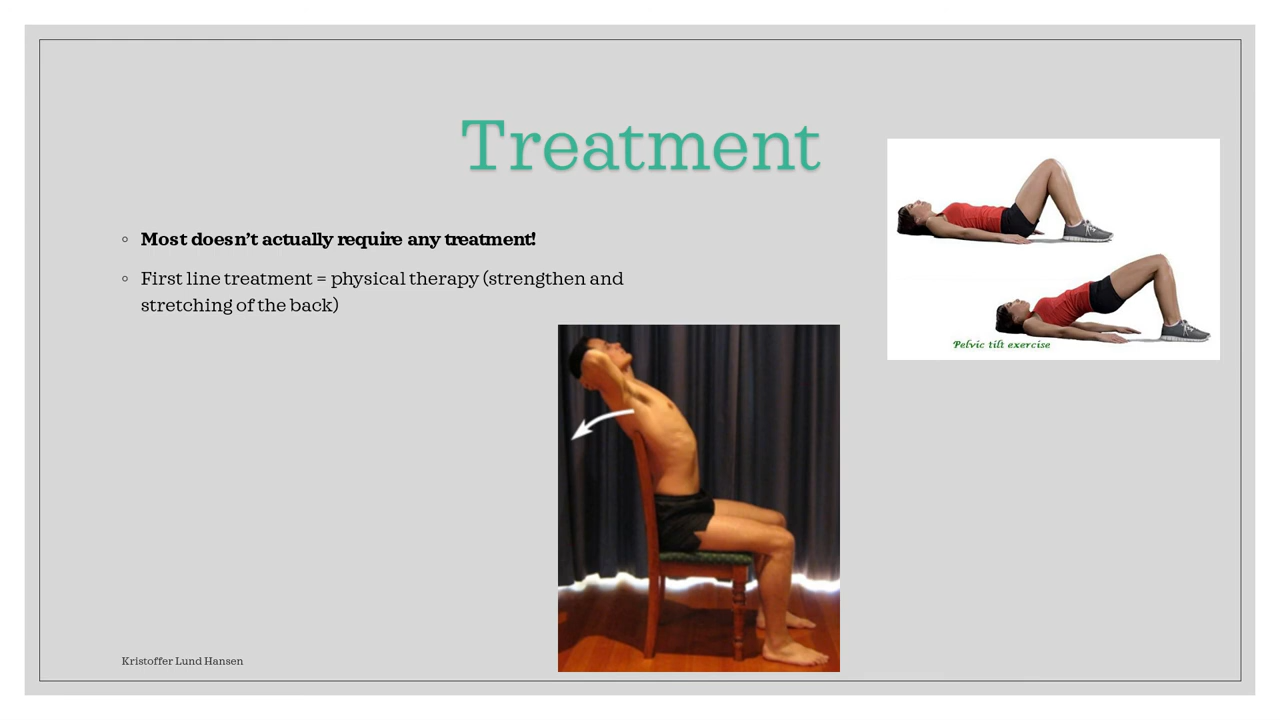 Treatment
◦ Most doesn't actually require any treatment!
◦ First line treatment = physical therapy (strengthen and
stretching of the back)
Pelvic tilt exercise
Kristoffer Lund Hansen